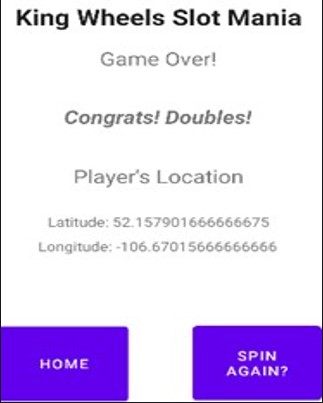 King Wheels Slot Mania
Game Over!
Congrats! Doubles!
Player's Location
Latitude: 52.157901666666675
Longitude: -106.67015666666666
HOME
SPIN
AGAIN?